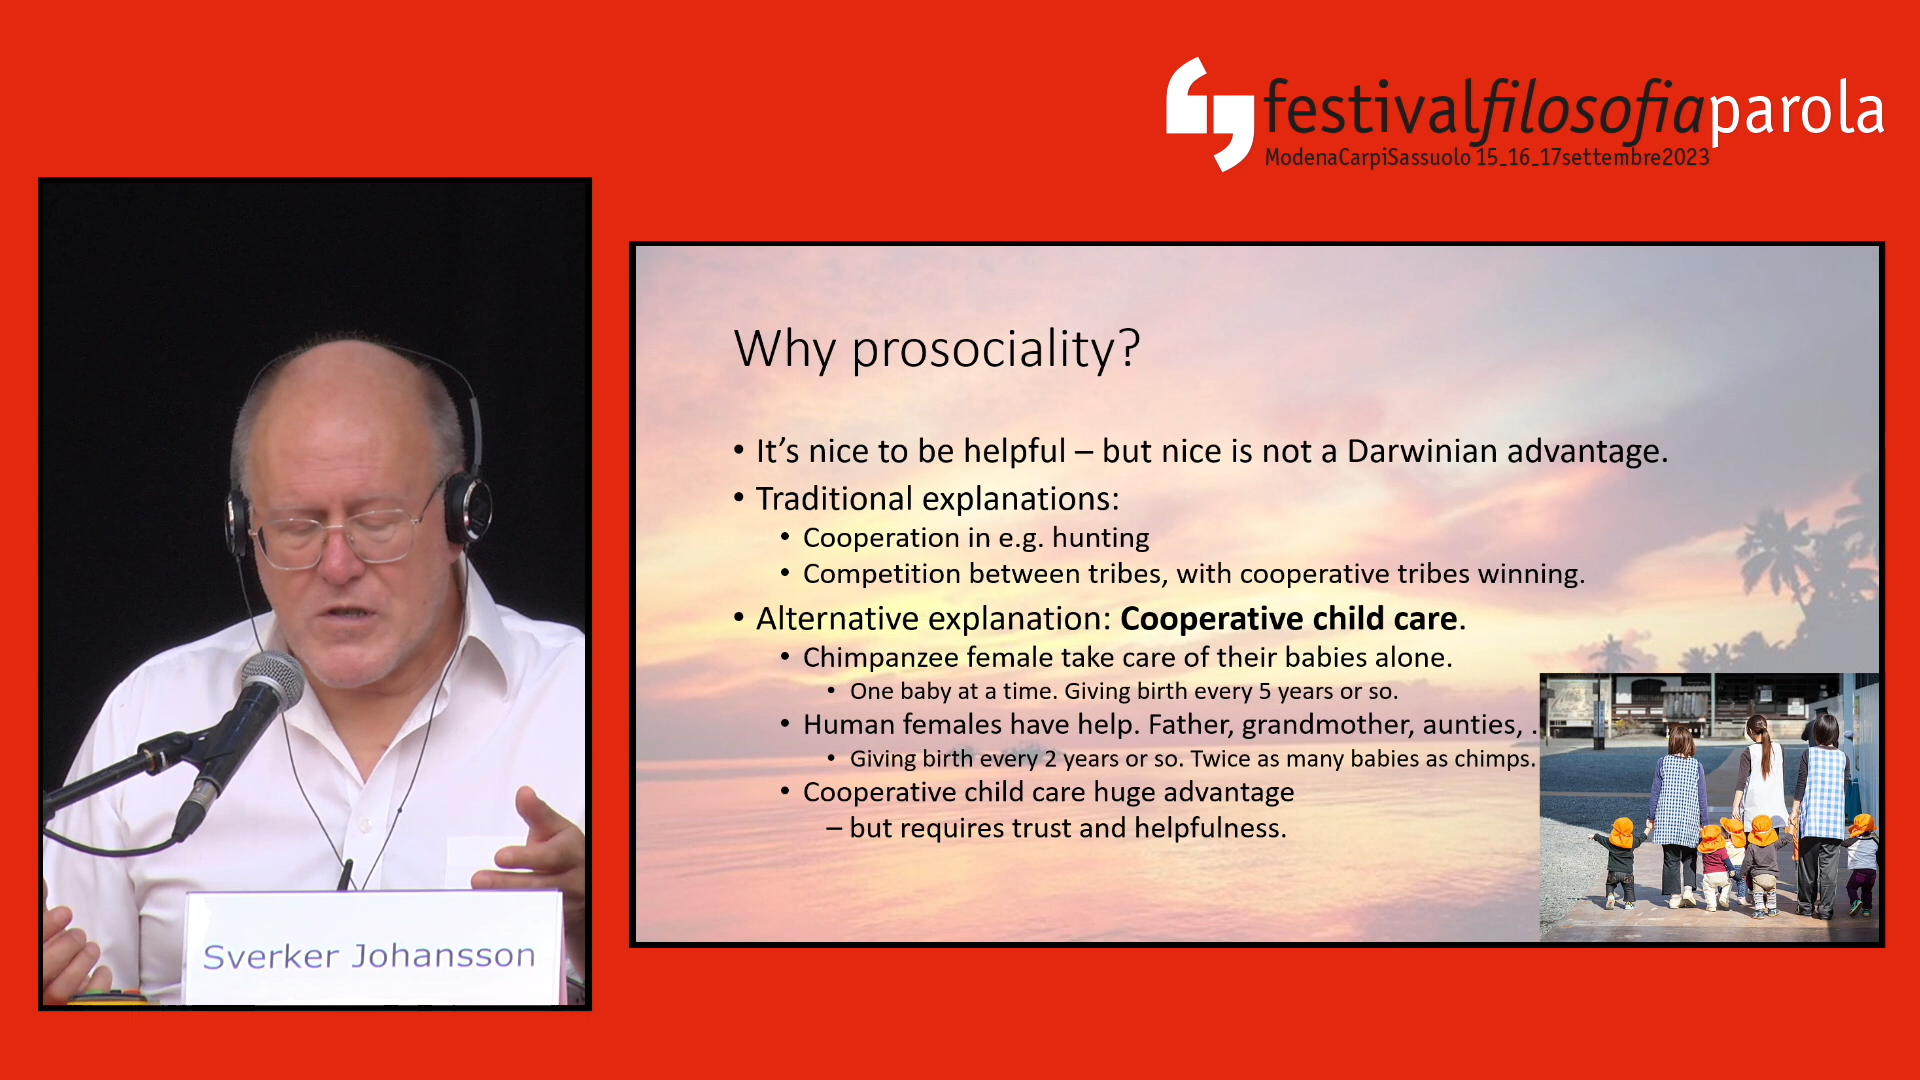 festivalfilosofiaparola
ModenaCarpiSassuolo 15_16_17settembre2023
Why prosociality?
• It’s nice to be helpful – but nice is not a Darwinian advantage.
• Traditional explanations:
• Cooperation in e.g. hunting
• Competition between tribes, with cooperative tribes winning.
• Alternative explanation: Cooperative child care.
• Chimpanzee female take care of their babies alone.
• One baby at a time. Giving birth every 5 years or so.
• Human females have help. Father, grandmother, aunties, .
• Giving birth every 2 years or so. Twice as many babies as chimps.
• Cooperative child care huge advantage
– but requires trust and helpfulness.
Sverker Johansson